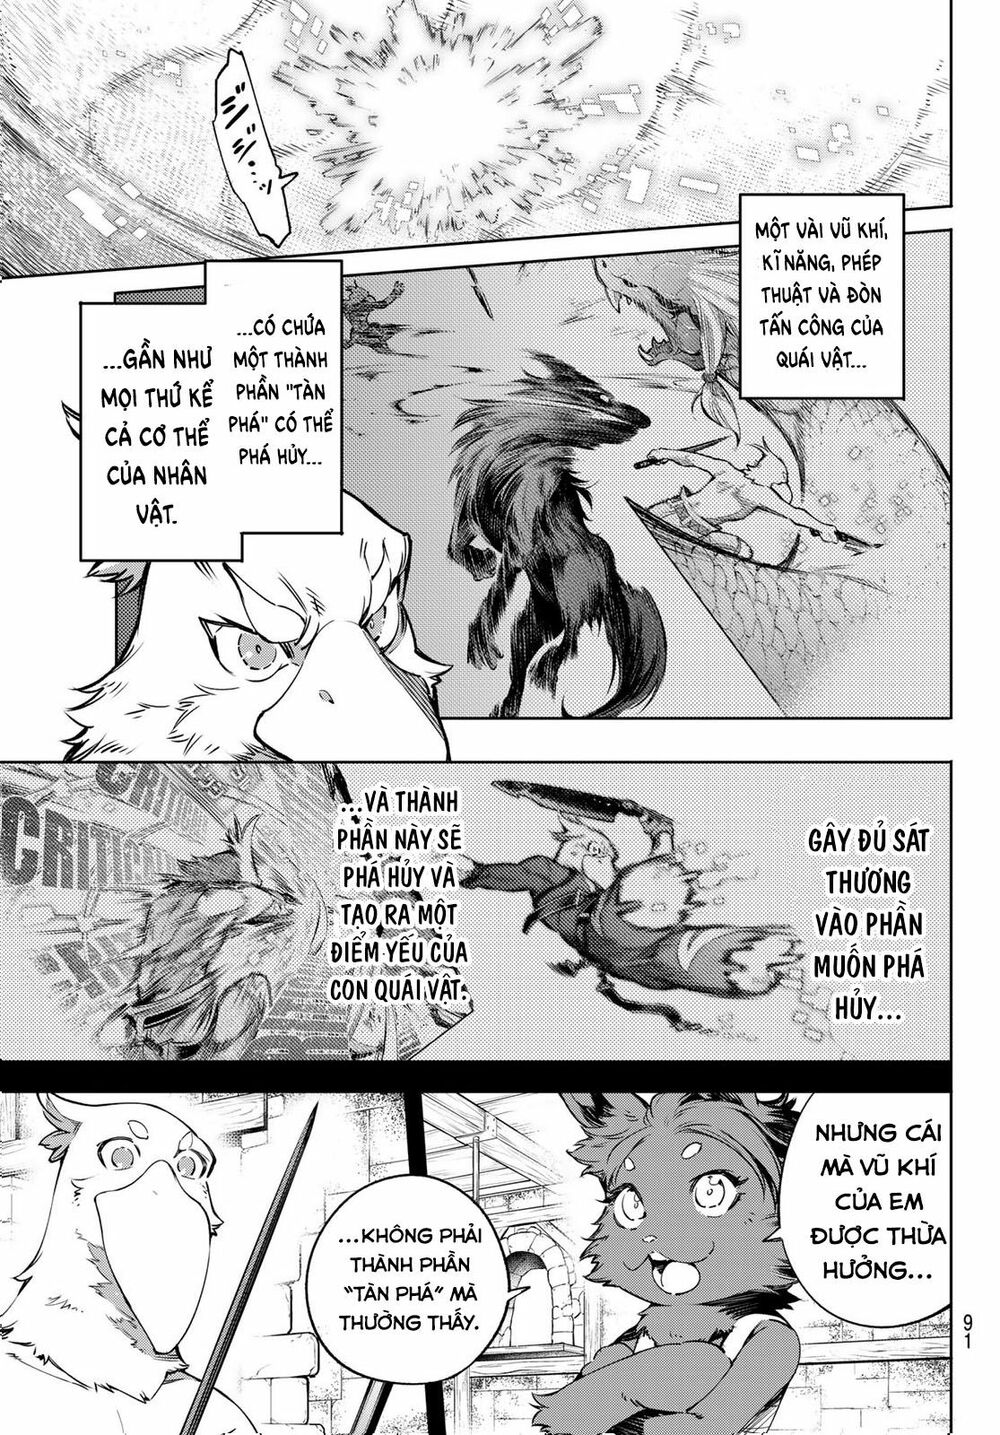 MỘT VÀI VŨ KHÍ,
KĨ NĂNG, PHÉP
THUẬT VÀ ĐÒN
TẤN CÔNG CỦA
QUÁI VẬT...
...CÓ CHỨA
MỘT THÀNH
PHẦN "TÀN
PHÁ" CÓ THỂ
PHÁ HỦY...
...GẦN NHƯ
MỌI THỨ KỂ
CẢ CƠ THỂ
CỦA NHÂN
VẬT.
GÂY ĐỦ SÁT
THƯƠNG
VÀO PHẦN
MUỐN PHÁ
HỦY...
...VÀ THÀNH
PHẦN NÀY SẼ
PHÁ HỦY VÀ
TẠO RA MỘT
ĐIỂM YẾU CỦA
CON QUÁI VẬT.
CRITICAL
NHƯNG CÁI
MÀ VŨ KHÍ
CỦA EM
ĐƯỢC THỪA
HƯỞNG...
...KHÔNG PHẢI
THÀNH PHẦN
“TÀN PHÁ” MÀ
THƯỜNG THẤY.
91